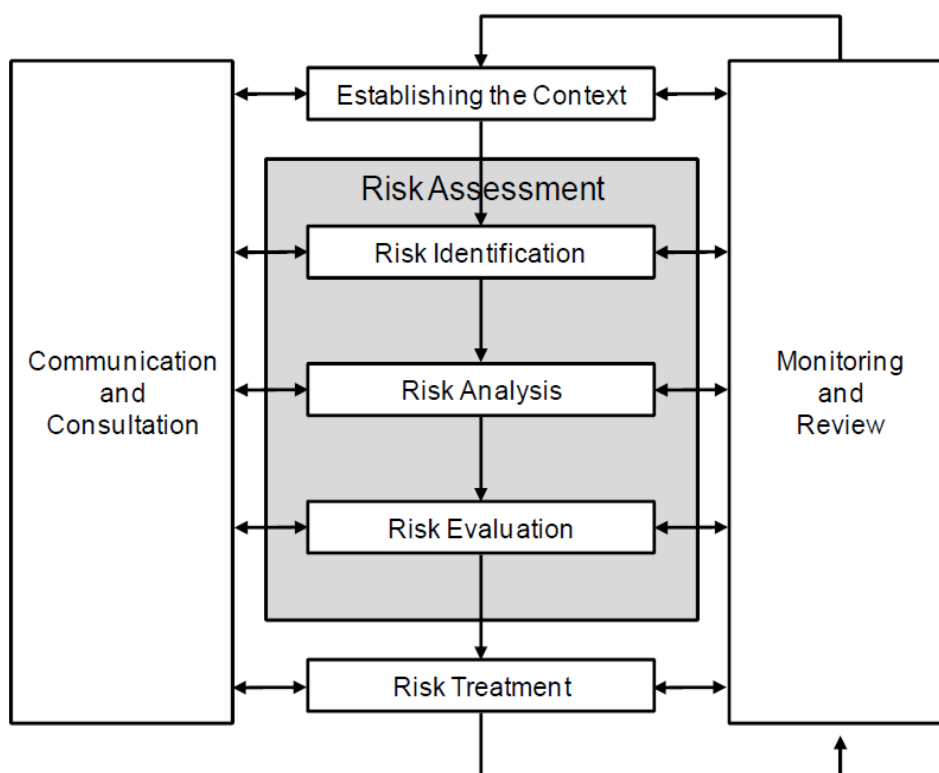 Establishing the Context
Risk Assessment
Risk Identification
Communication
and
Consultation
Risk Analysis
Monitoring
and
Review
Risk Evaluation
Risk Treatment